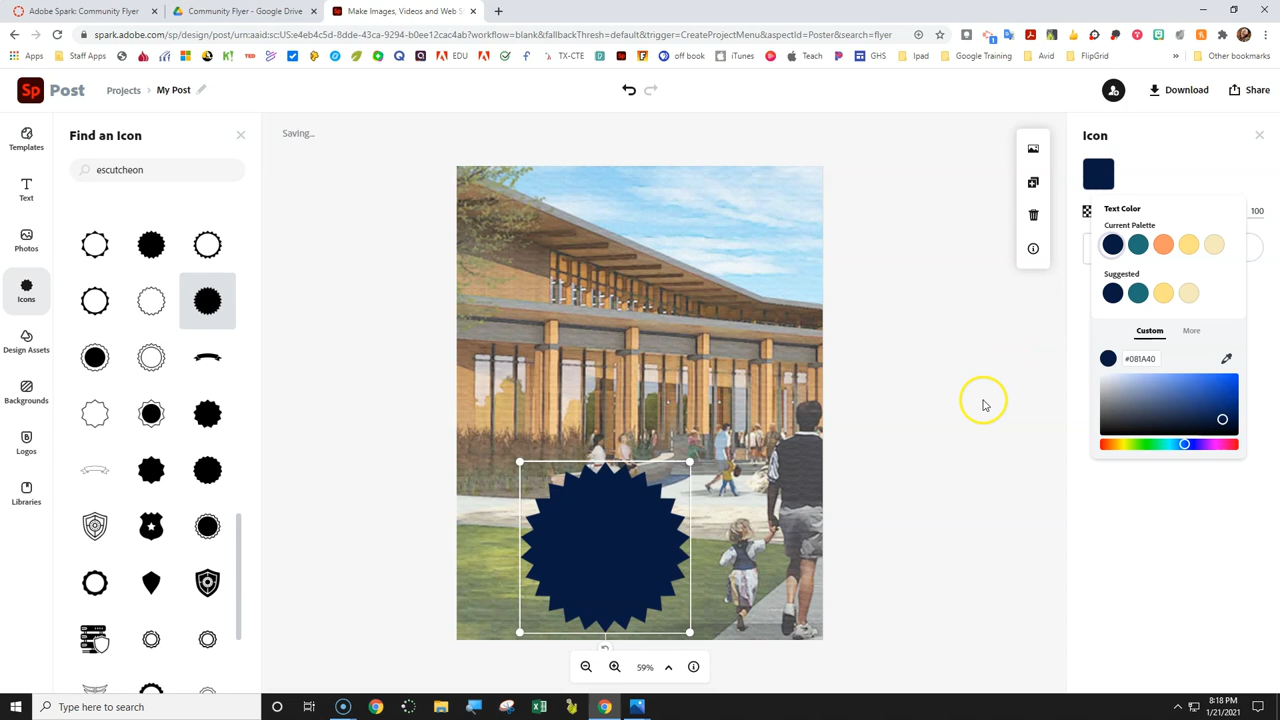 Adobe Spark: Community Flyer
Community Flyer - Google Drive
Make Images, Videos and Web S
spark.adobe.com/sp/design/post/urn:aaid:sc:US:e4eb4c5d-8dde-43ca-9294-b0ee12cac4ab?workflow=blank&fallbackThresh=default&trigger=CreateProjectMenu&aspectId=Poster&search=flyer
Apps
Staff Apps
TED
EDU
TX-CTE
off book
iTunes
Teach
GHS
Ipad
Google Training
Avid
FlipGrid
»
Other bookmarks
Sp
Post
Projects > My Post
Download
Share
Templates
Text
Photos
Icons
Design Assets
Backgrounds
Logos
Libraries
Find an Icon
escutcheon
Saving...
59%
Icon
100
Text Color
Current Palette
Suggested
Custom
More
#081A40
Type here to search
8:18 PM
1/21/2021